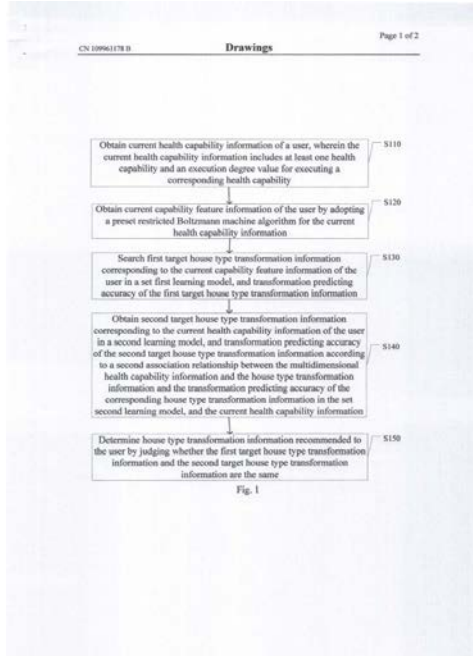 Page 1 of 2
CN 109961178 B
Drawings
Obtain current health capability information of a user, wherein the
current health capability information includes at least one health
capability and an execution degree value for executing a
corresponding health capability
S110
Obtain current capability feature information of the user by adopting
a preset restricted Boltzmann machine algorithm for the current
health capability information
S120
Search first target house type transformation information
corresponding to the current capability feature information of the
user in a set first learning model, and transformation predicting
accuracy of the first target house type transformation information
S130
Obtain second target house type transformation information
corresponding to the current health capability information of the user
in a second learning model, and transformation predicting accuracy
of the second target house type transformation information according
to a second association relationship between the multidimensional
health capability information and the house type transformation
information and the transformation predicting accuracy of the
corresponding house type transformation information in the set
second learning model, and the current health capability information
S140
Determine house type transformation information recommended to
the user by judging whether the first target house type transformation
information and the second target house type transformation
information are the same
S150
Fig. 1